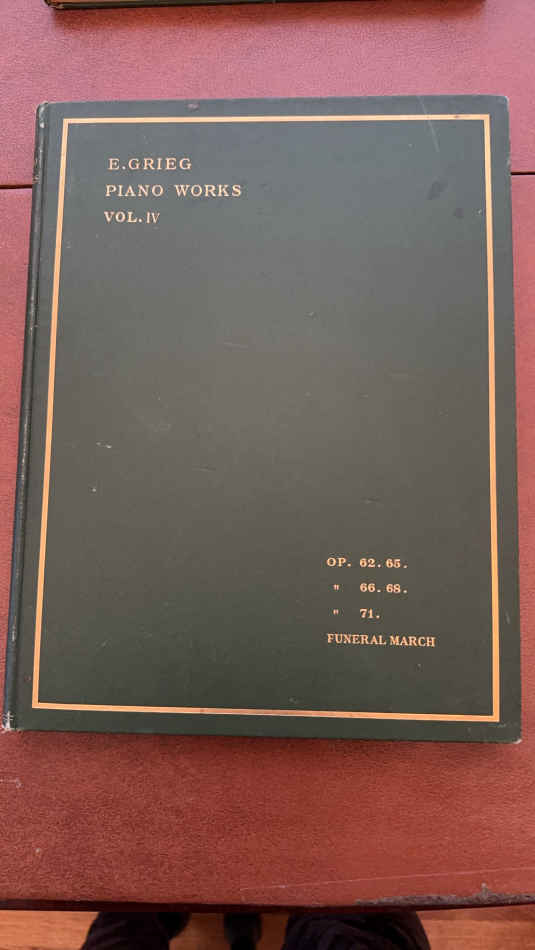 E. GRIEG
PIANO WORKS
VOL. IV
OP. 62. 65.
" 66. 68.
" 71.
FUNERAL MARCH